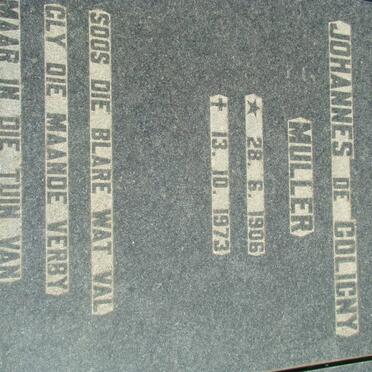 JOHANNES DE COLIGNY
MULLER
★ 28. 6. 1906
✝ 13. 10. 1973
SOOS DIE BLARE WAT VAL
GLY DIE MAANDE VERBY
MAAR IN DIE TUIN VAN